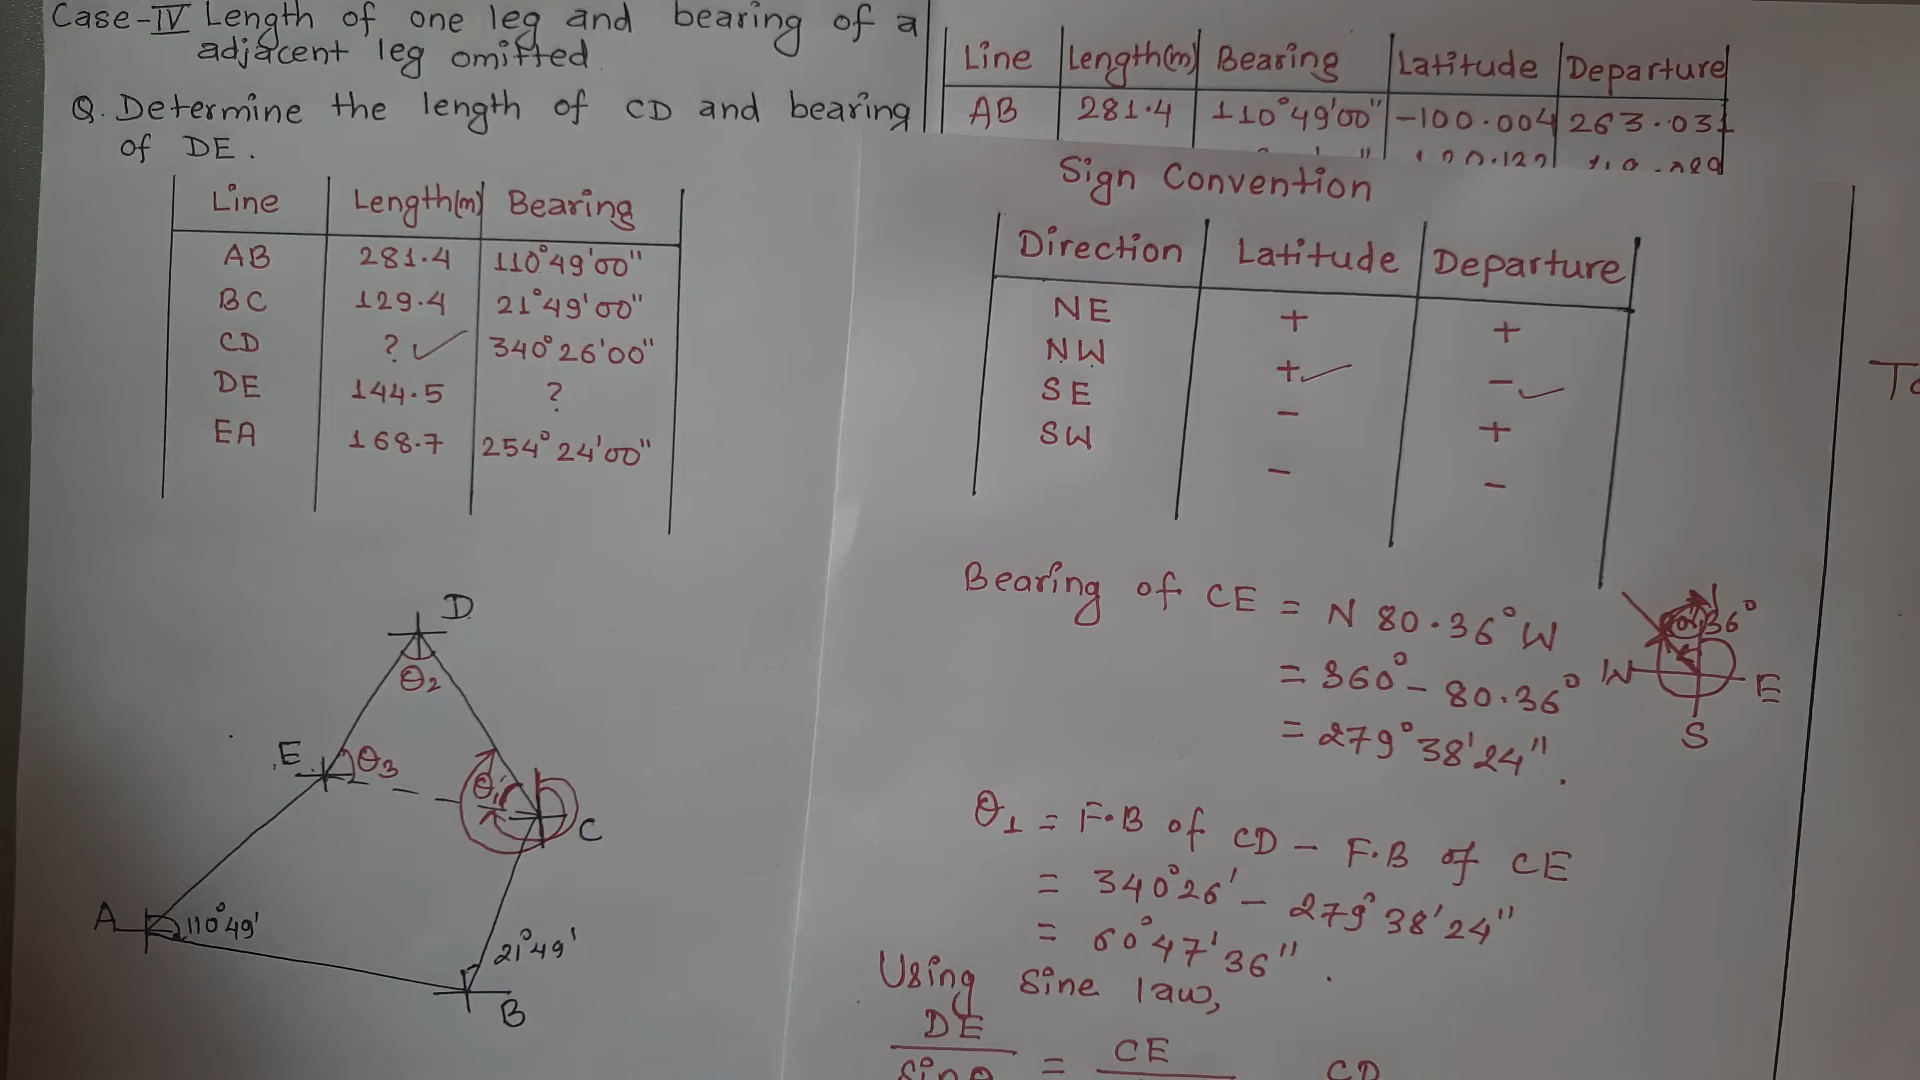 Case-IV Length of one leg and bearing of a
adjacent leg omitted.
Q. Determine the length of CD and bearing
of DE.
Line Length(m) Bearing
AB 281.4 110°49'00"
BC 129.4 21°49'00"
CD ? ✓ 340°26'00"
DE 144.5 ?
EA 168.7 254°24'00"
D
θ2
E θ3
θ1
C
A 110°49'
21°49'
B
Line Length(m) Bearing Latitude Departure
AB 281.4 110°49'00" -100.004 263.031
Sign Convention
Direction Latitude Departure
NE + +
NW +✓ -✓
SE - +
SW - -
Bearing of CE = N 80.36° W
= 360° - 80.36°
= 279°38'24".
W E
S
θ1 = F.B of CD - F.B of CE
= 340°26' - 279°38'24"
= 60°47'36".
Using Sine law,
DE
= CE CD